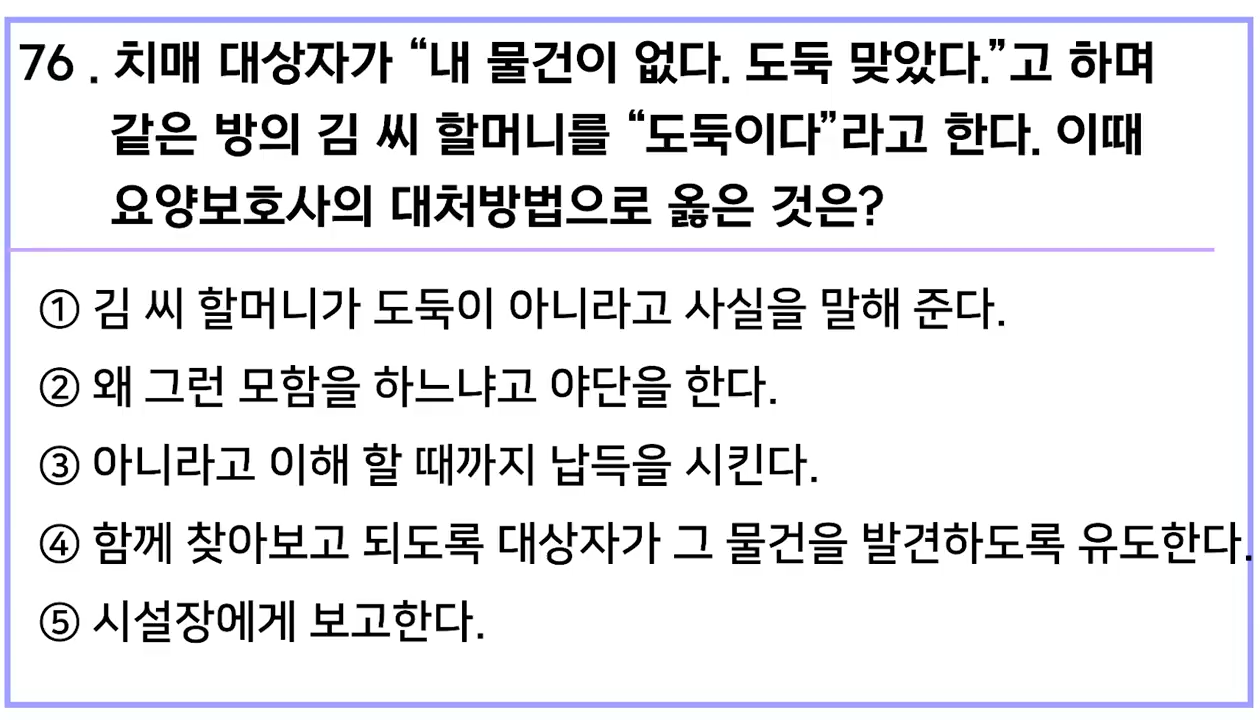 76 . 치매 대상자가 “내 물건이 없다. 도둑 맞았다.”고 하며
같은 방의 김 씨 할머니를 “도둑이다”라고 한다. 이때
요양보호사의 대처방법으로 옳은 것은?
① 김 씨 할머니가 도둑이 아니라고 사실을 말해 준다.
② 왜 그런 모함을 하느냐고 야단을 한다.
③ 아니라고 이해 할 때까지 납득을 시킨다.
④ 함께 찾아보고 되도록 대상자가 그 물건을 발견하도록 유도한다.
⑤ 시설장에게 보고한다.